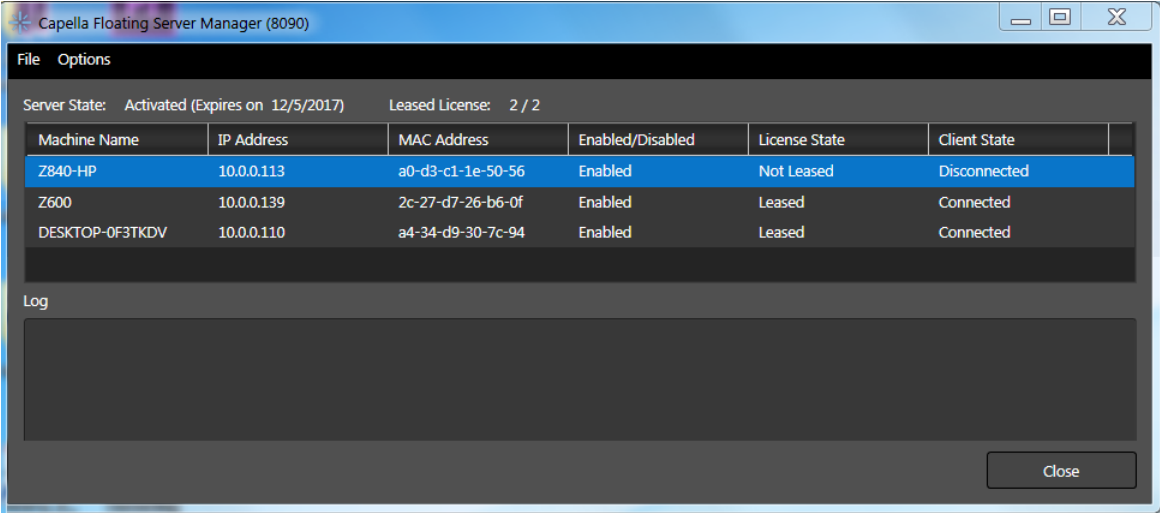 Capella Floating Server Manager (8090)
File Options
Server State: Activated (Expires on 12/5/2017) Leased License: 2 / 2
Machine Name IP Address MAC Address Enabled/Disabled License State Client State
Z840-HP 10.0.0.113 a0-d3-c1-1e-50-56 Enabled Not Leased Disconnected
Z600 10.0.0.139 2c-27-d7-26-b6-0f Enabled Leased Connected
DESKTOP-0F3TKDV 10.0.0.110 a4-34-d9-30-7c-94 Enabled Leased Connected
Log
Close